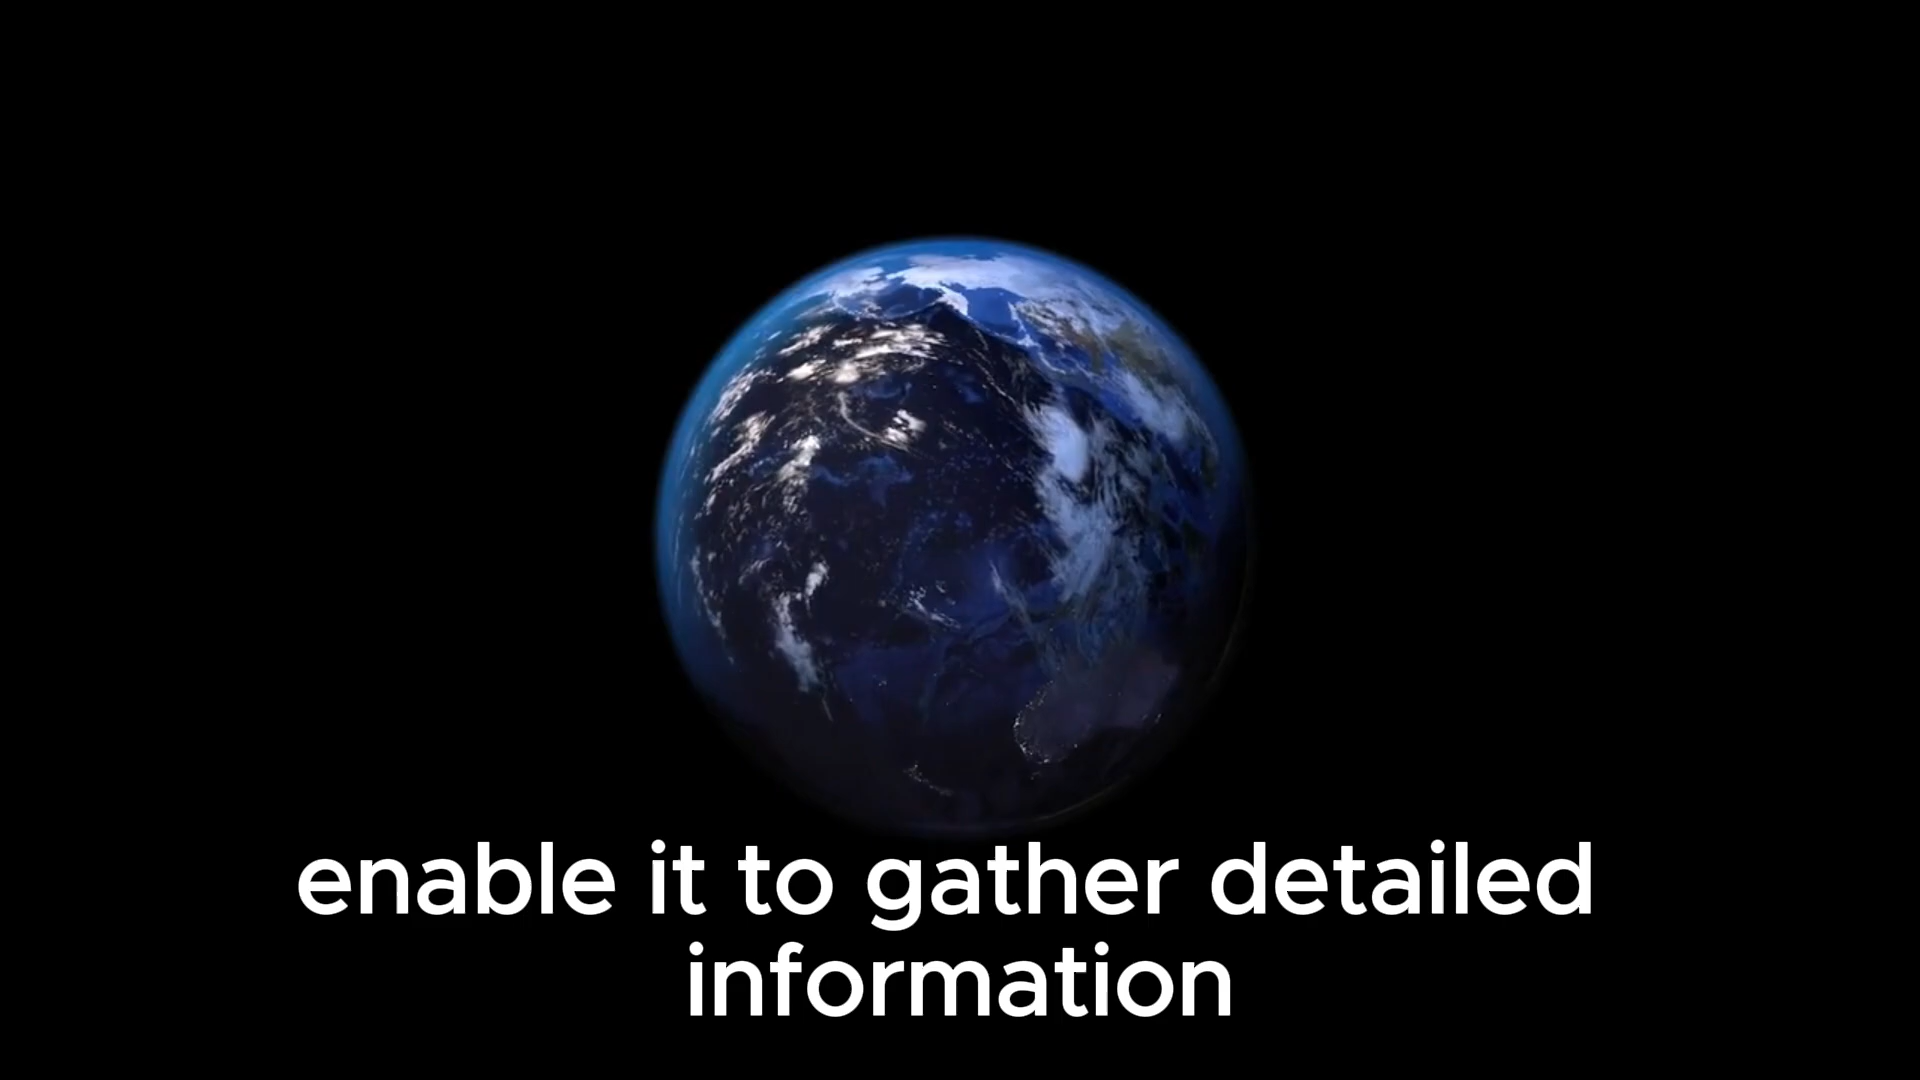 enable it to gather detailed
information